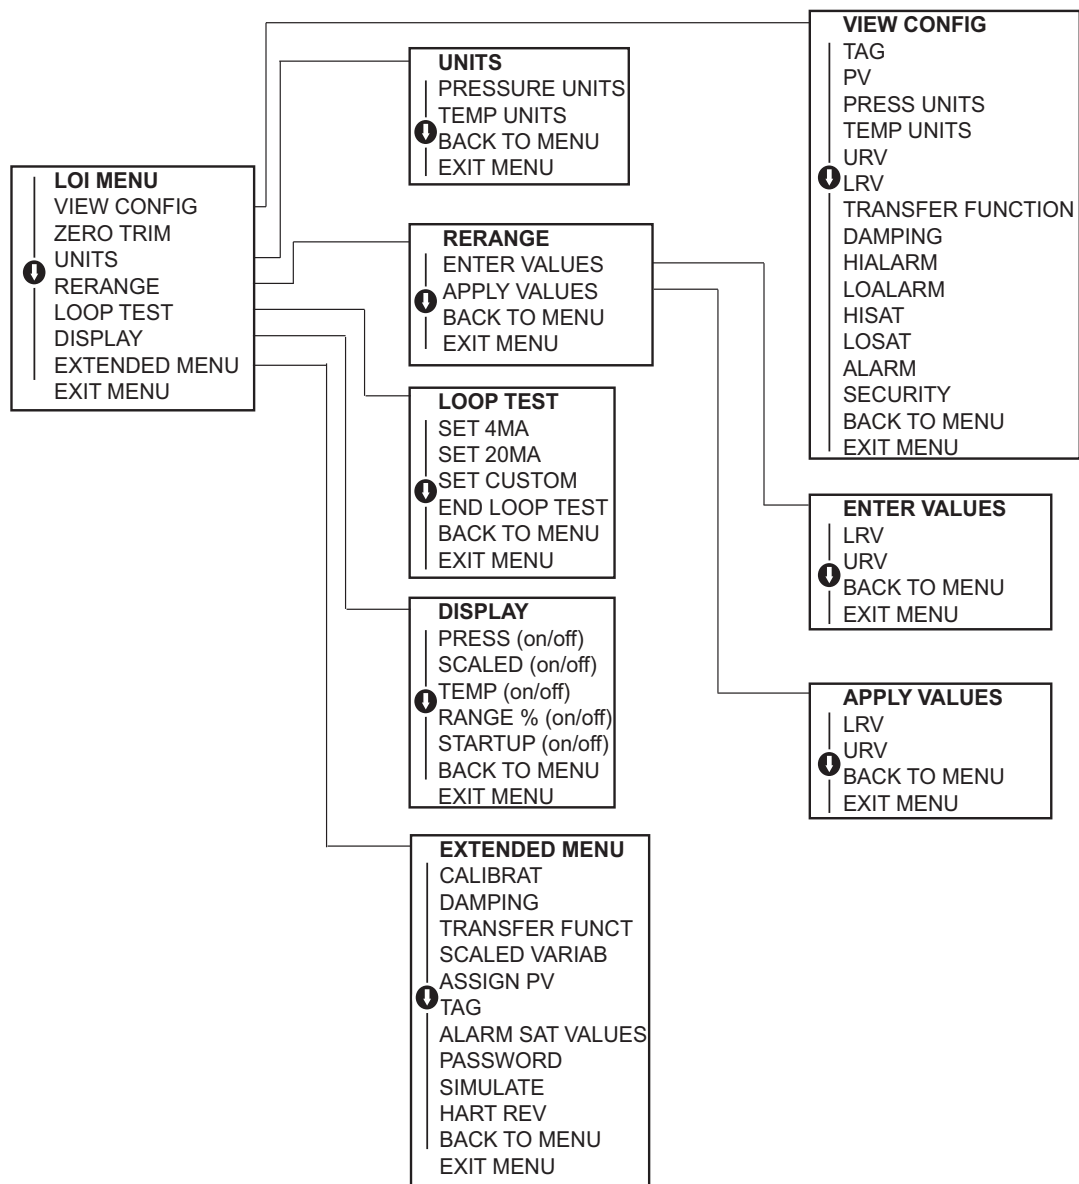 LOI MENU
VIEW CONFIG
ZERO TRIM
UNITS
RERANGE
LOOP TEST
DISPLAY
EXTENDED MENU
EXIT MENU
UNITS
PRESSURE UNITS
TEMP UNITS
BACK TO MENU
EXIT MENU
RERANGE
ENTER VALUES
APPLY VALUES
BACK TO MENU
EXIT MENU
LOOP TEST
SET 4MA
SET 20MA
SET CUSTOM
END LOOP TEST
BACK TO MENU
EXIT MENU
DISPLAY
PRESS (on/off)
SCALED (on/off)
TEMP (on/off)
RANGE % (on/off)
STARTUP (on/off)
BACK TO MENU
EXIT MENU
EXTENDED MENU
CALIBRAT
DAMPING
TRANSFER FUNCT
SCALED VARIAB
ASSIGN PV
TAG
ALARM SAT VALUES
PASSWORD
SIMULATE
HART REV
BACK TO MENU
EXIT MENU
VIEW CONFIG
TAG
PV
PRESS UNITS
TEMP UNITS
URV
LRV
TRANSFER FUNCTION
DAMPING
HIALARM
LOALARM
HISAT
LOSAT
ALARM
SECURITY
BACK TO MENU
EXIT MENU
ENTER VALUES
LRV
URV
BACK TO MENU
EXIT MENU
APPLY VALUES
LRV
URV
BACK TO MENU
EXIT MENU